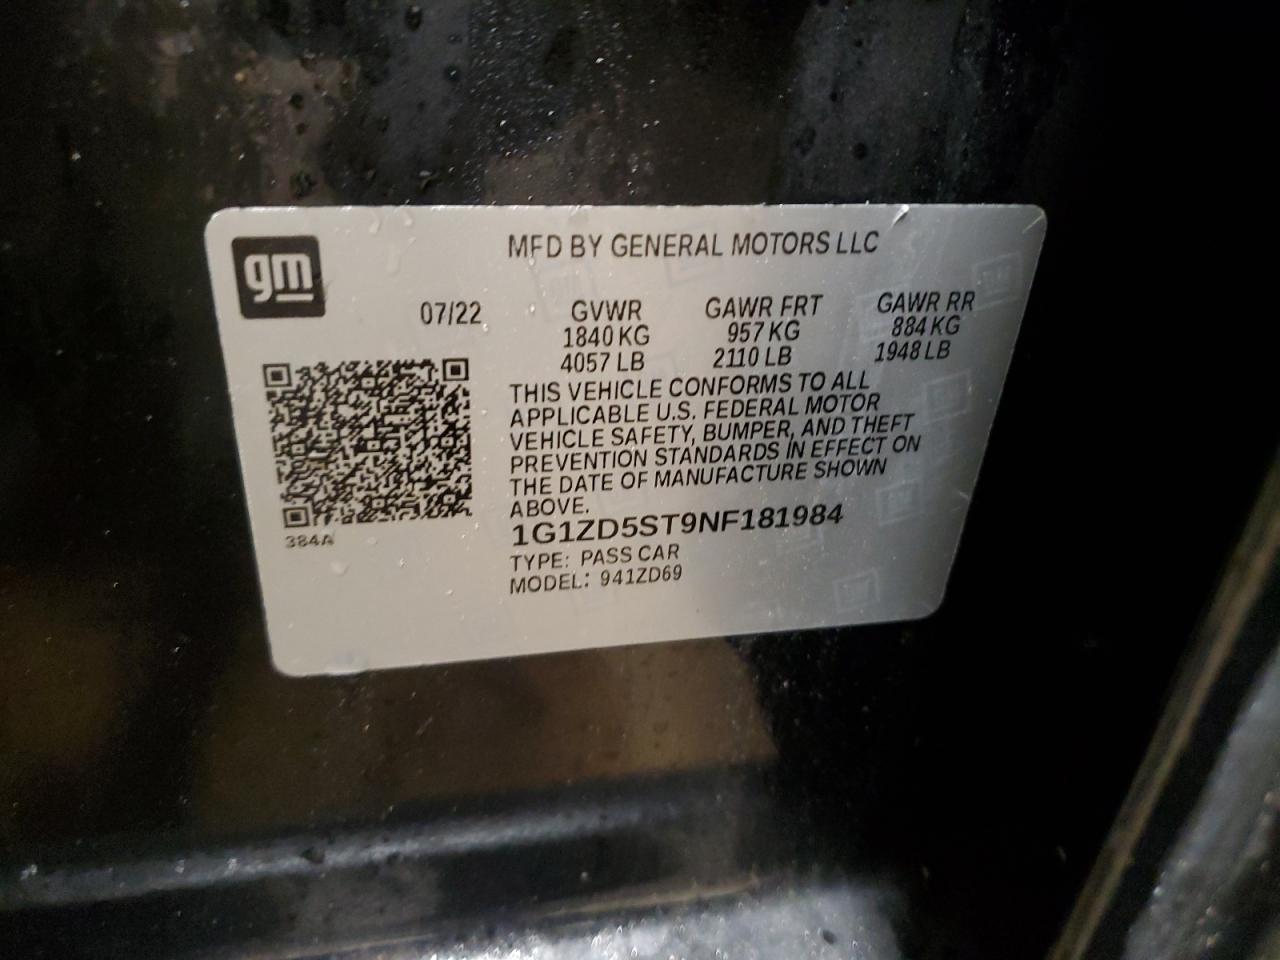 gm
MFD BY GENERAL MOTORS LLC
07/22 GVWR GAWR FRT GAWR RR
1840 KG 957 KG 884 KG
4057 LB 2110 LB 1948 LB
THIS VEHICLE CONFORMS TO ALL
APPLICABLE U.S. FEDERAL MOTOR
VEHICLE SAFETY, BUMPER, AND THEFT
PREVENTION STANDARDS IN EFFECT ON
THE DATE OF MANUFACTURE SHOWN
ABOVE.
1G1ZD5ST9NF181984
384A
TYPE: PASS CAR
MODEL: 941ZD69